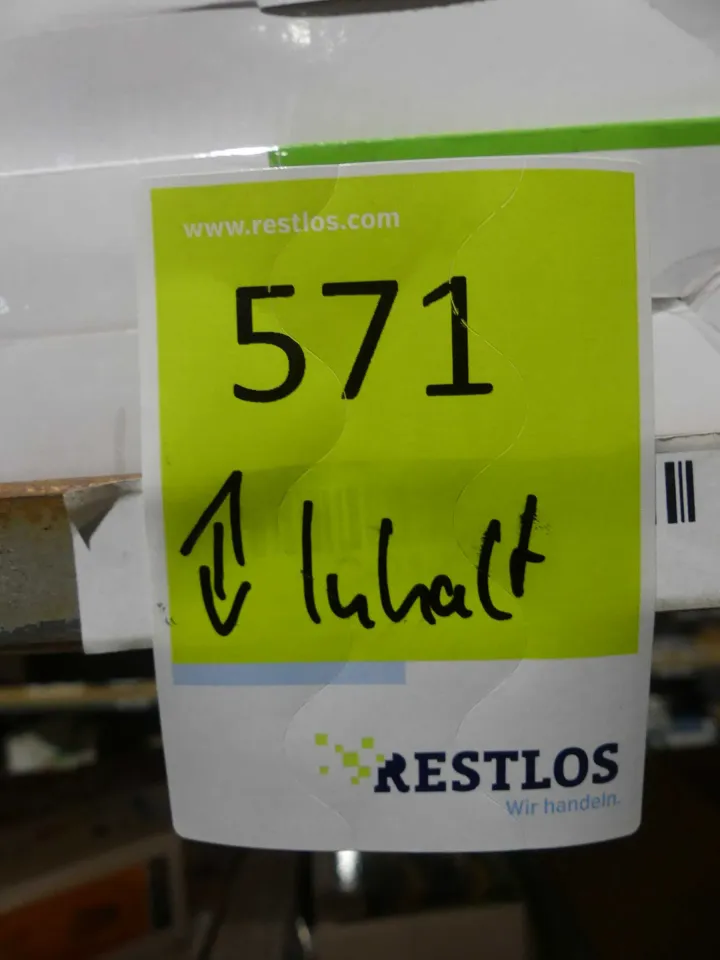 www.restlos.com
571
↕ Inhalt
RESTLOS
Wir handeln.